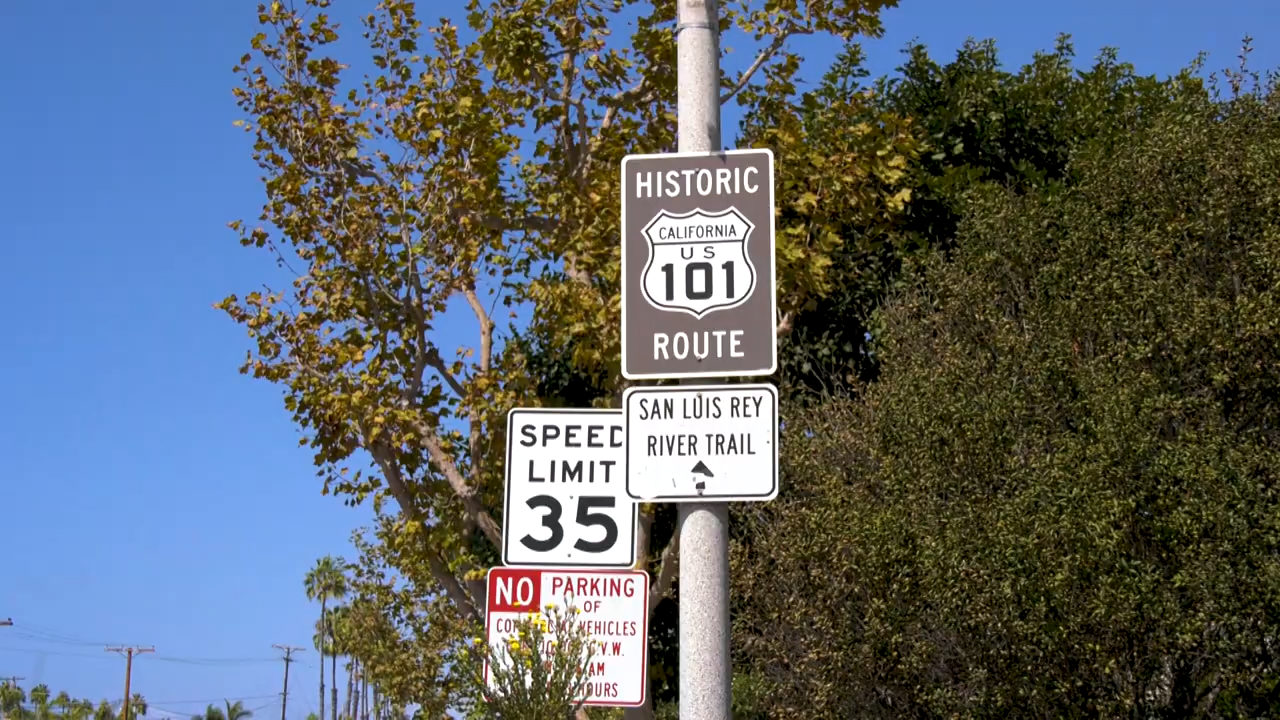 HISTORIC
CALIFORNIA
US
101
ROUTE
SAN LUIS REY
RIVER TRAIL
SPEED
LIMIT
35
NO PARKING
OF
VEHICLES